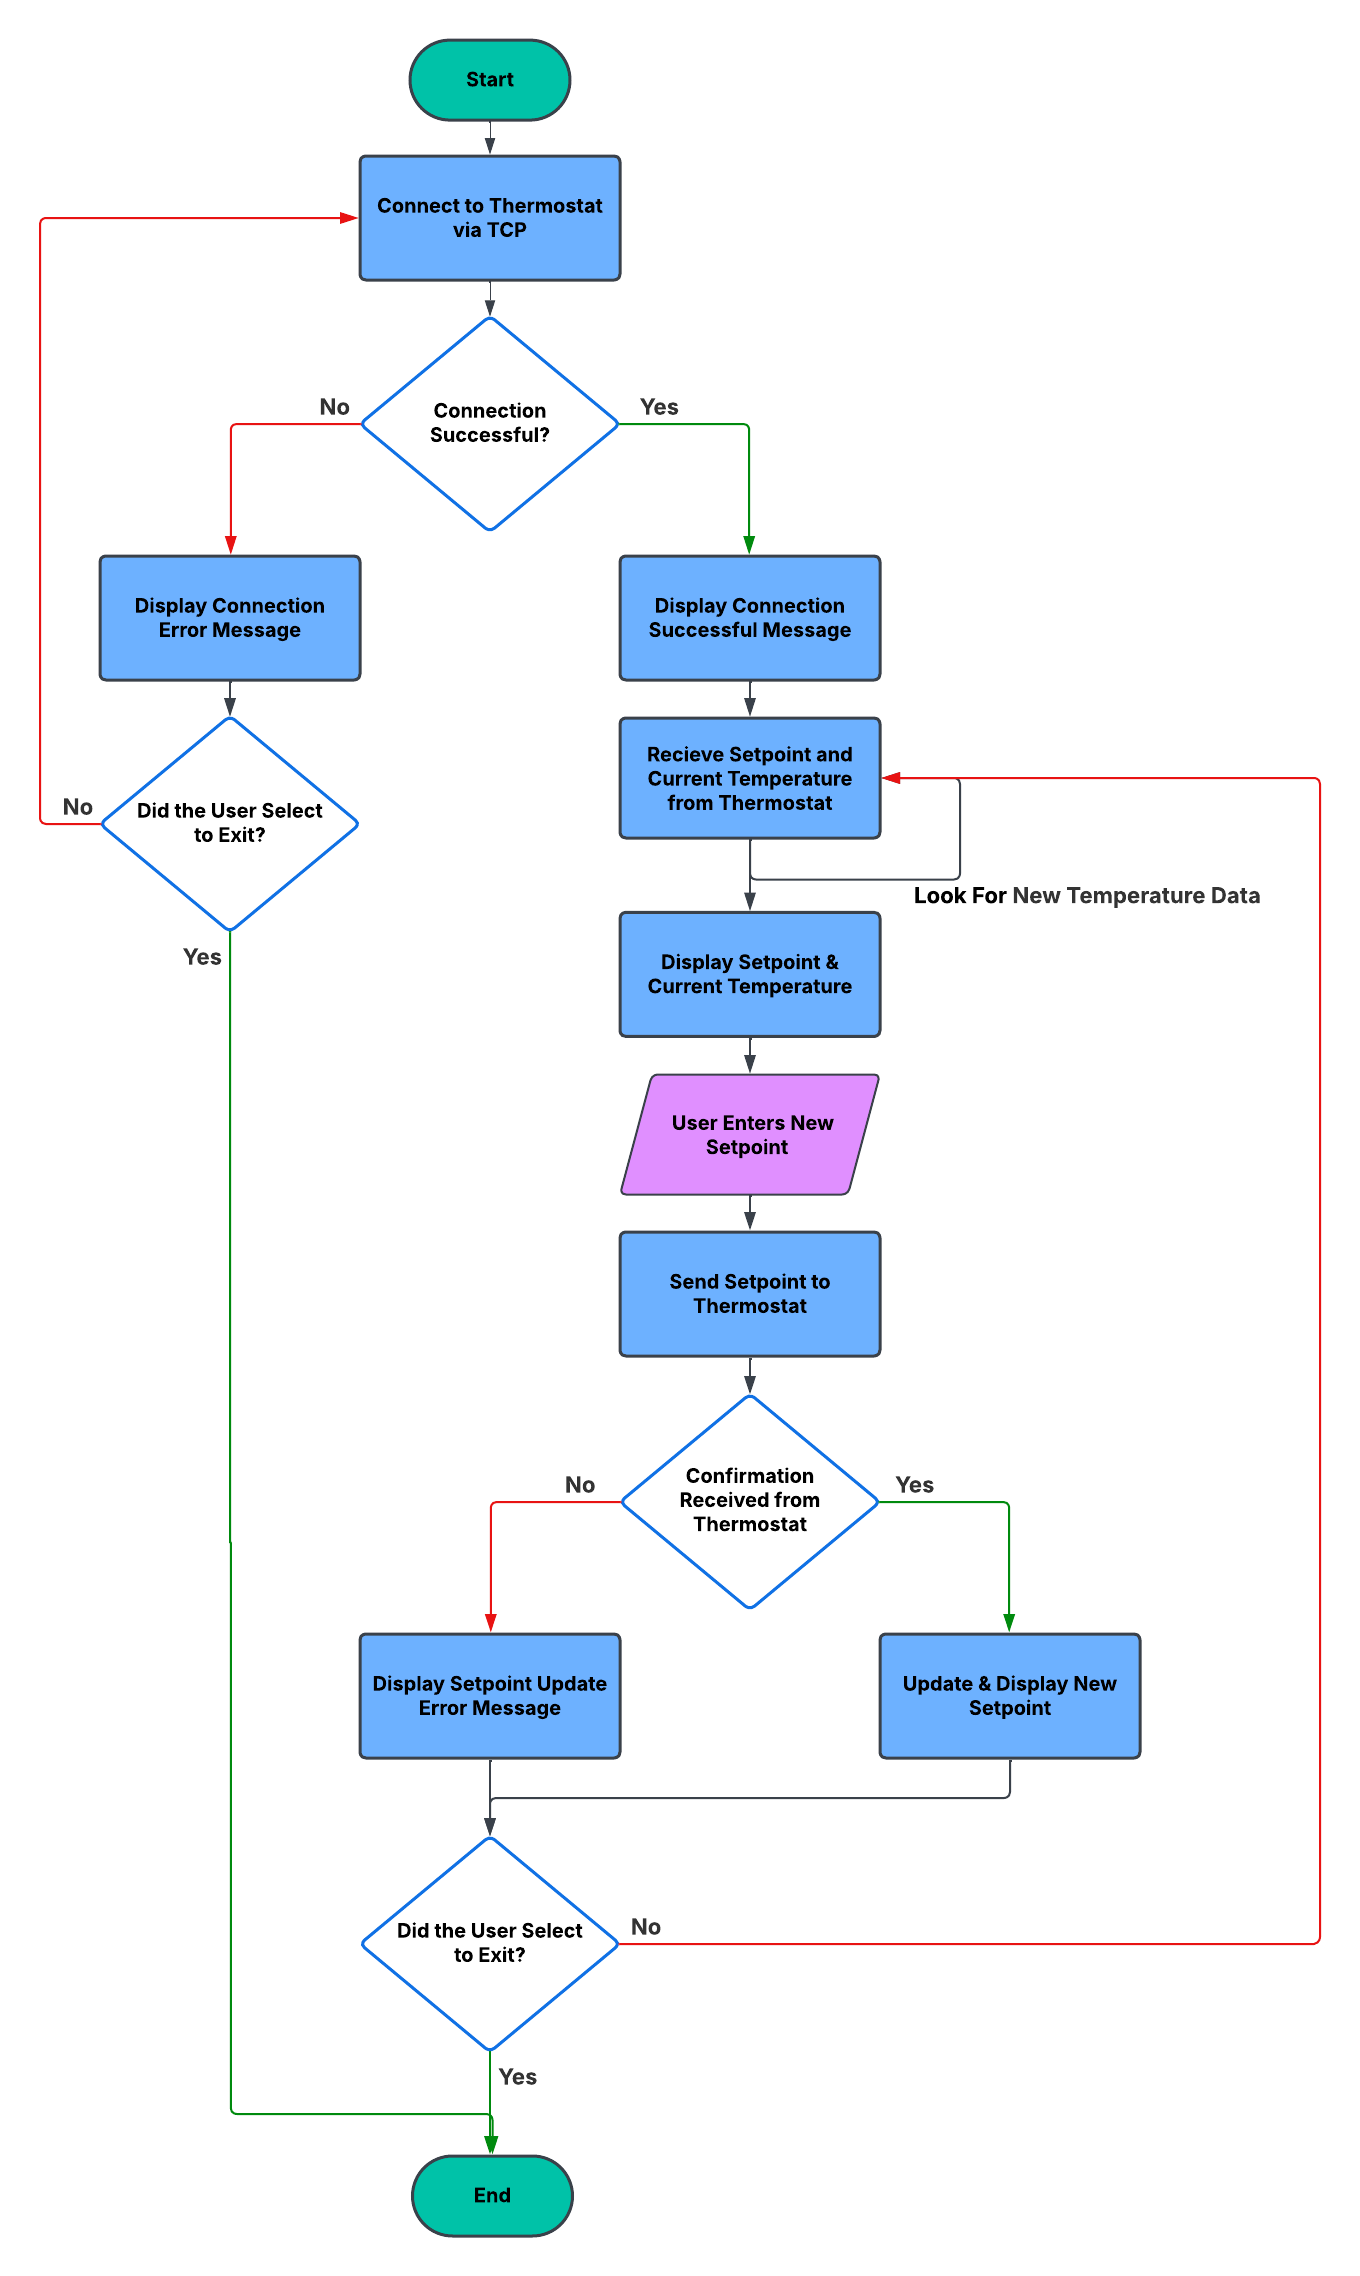 Start
Connect to Thermostat
via TCP
No
Connection
Successful?
Yes
Display Connection
Error Message
Display Connection
Successful Message
No
Did the User Select
to Exit?
Yes
Recieve Setpoint and
Current Temperature
from Thermostat
Look For New Temperature Data
Display Setpoint &
Current Temperature
User Enters New
Setpoint
Send Setpoint to
Thermostat
No
Confirmation
Received from
Thermostat
Yes
Display Setpoint Update
Error Message
Update & Display New
Setpoint
Did the User Select
to Exit?
No
Yes
End